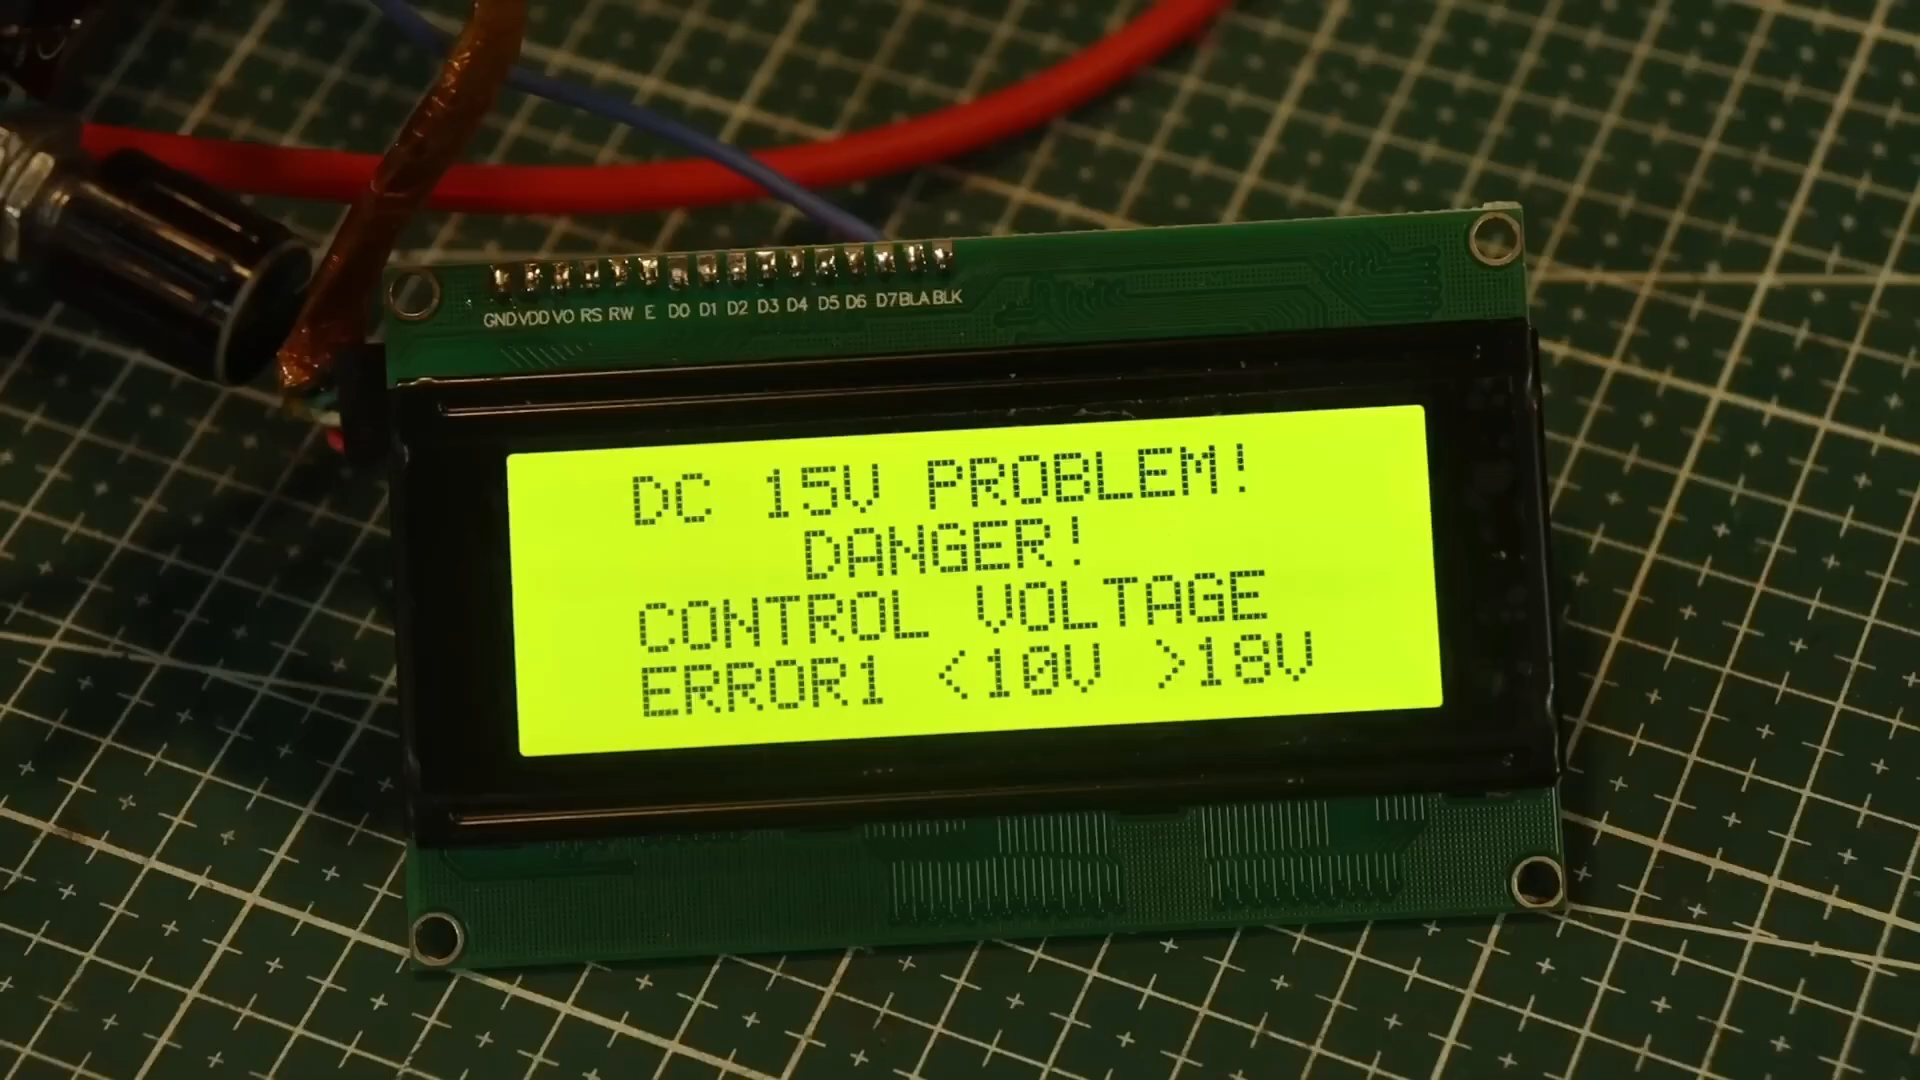 GND VDD VO RS RW E D0 D1 D2 D3 D4 D5 D6 D7 BLA BLK
DC 15V PROBLEM!
DANGER!
CONTROL VOLTAGE
ERROR1 <10V >18V